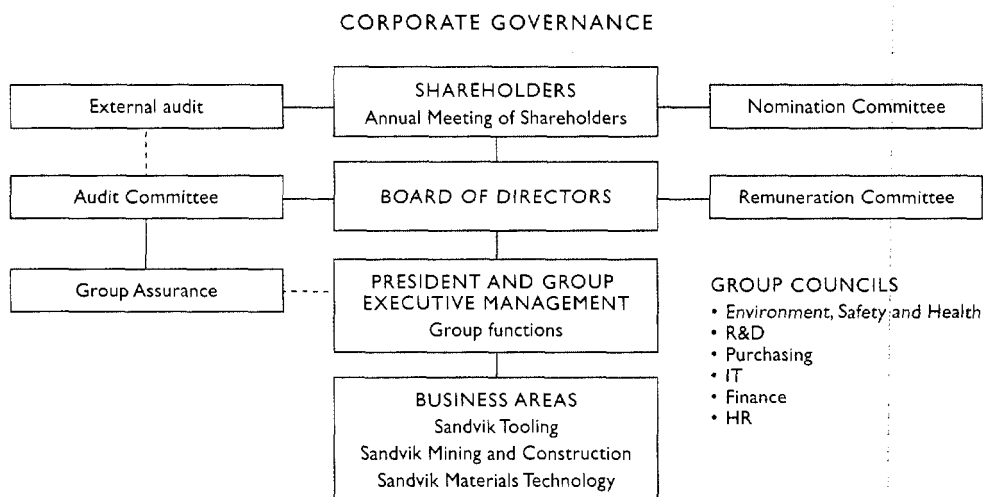 CORPORATE GOVERNANCE
External audit
SHAREHOLDERS
Annual Meeting of Shareholders
Nomination Committee
Audit Committee
BOARD OF DIRECTORS
Remuneration Committee
Group Assurance
PRESIDENT AND GROUP
EXECUTIVE MANAGEMENT
Group functions
GROUP COUNCILS
• Environment, Safety and Health
• R&D
• Purchasing
• IT
• Finance
• HR
BUSINESS AREAS
Sandvik Tooling
Sandvik Mining and Construction
Sandvik Materials Technology